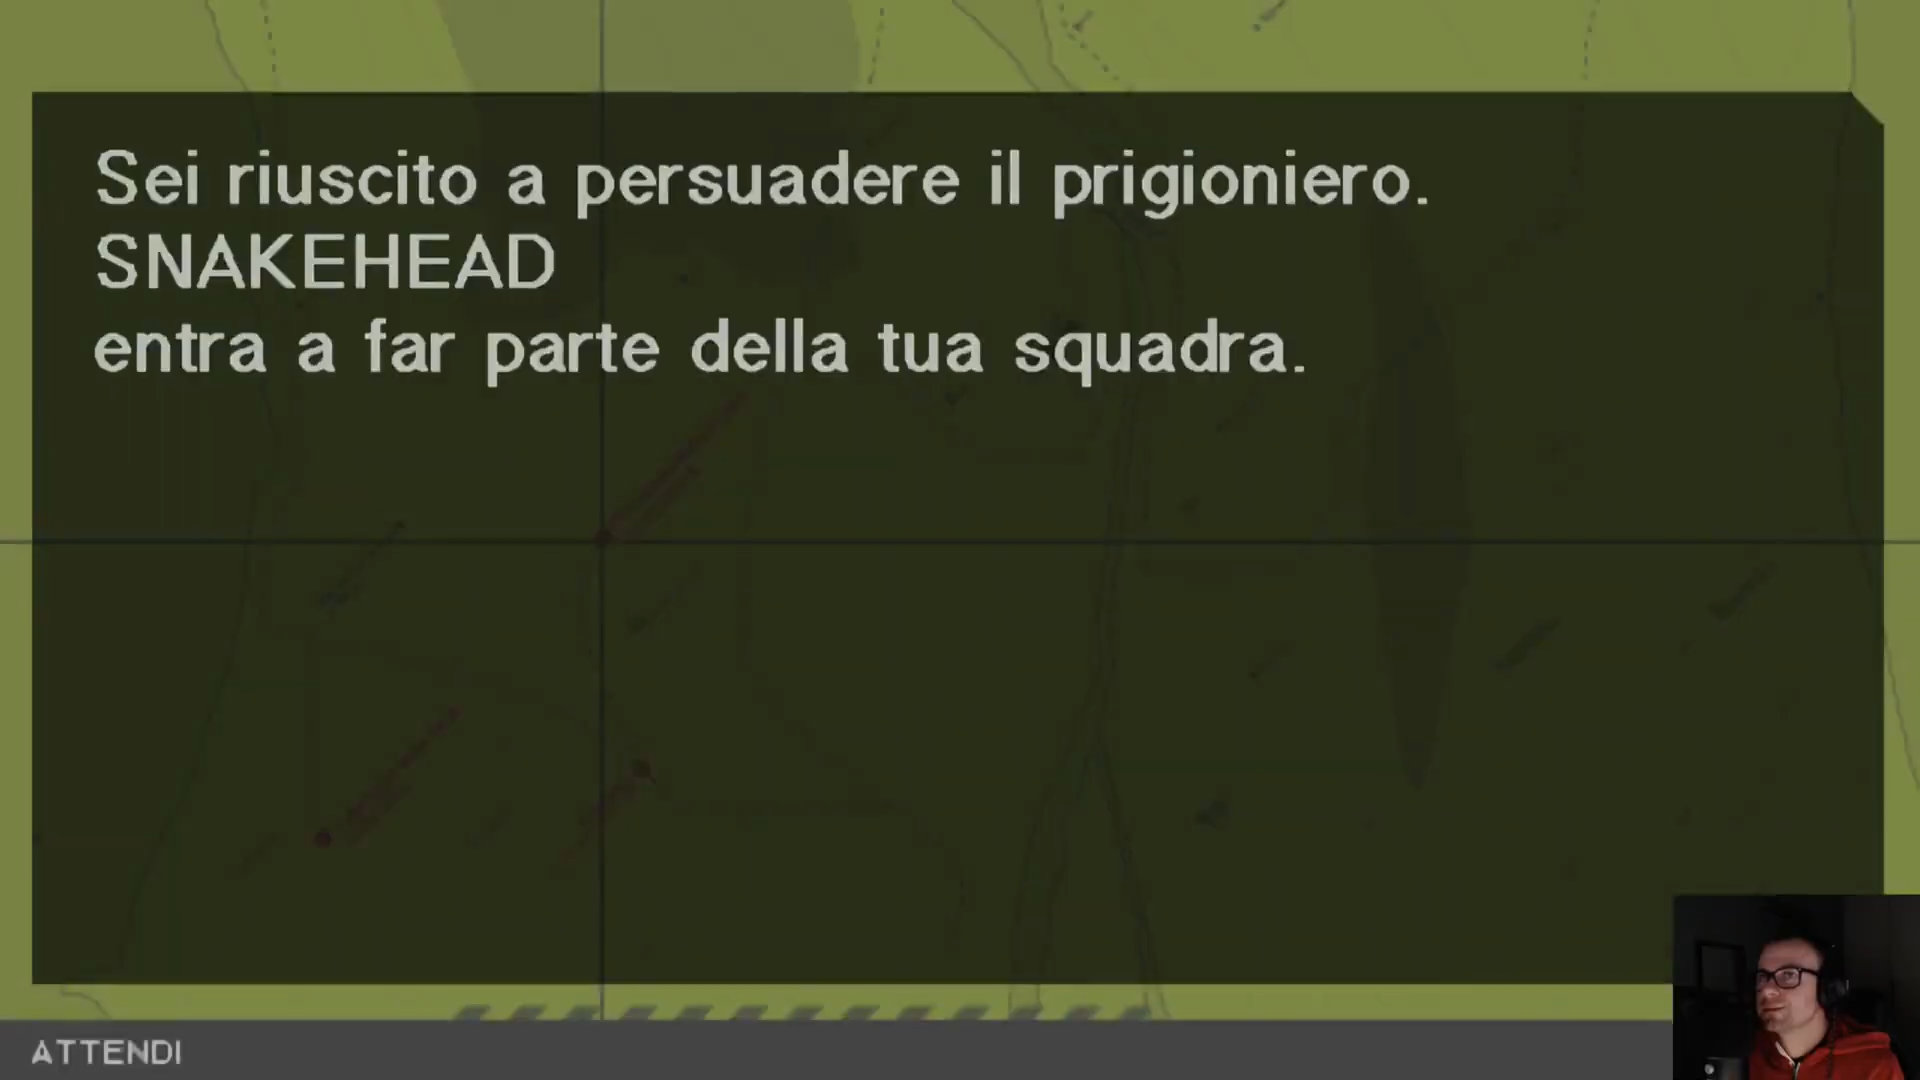 Sei riuscito a persuadere il prigioniero.
SNAKEHEAD
entra a far parte della tua squadra.
ATTENDI